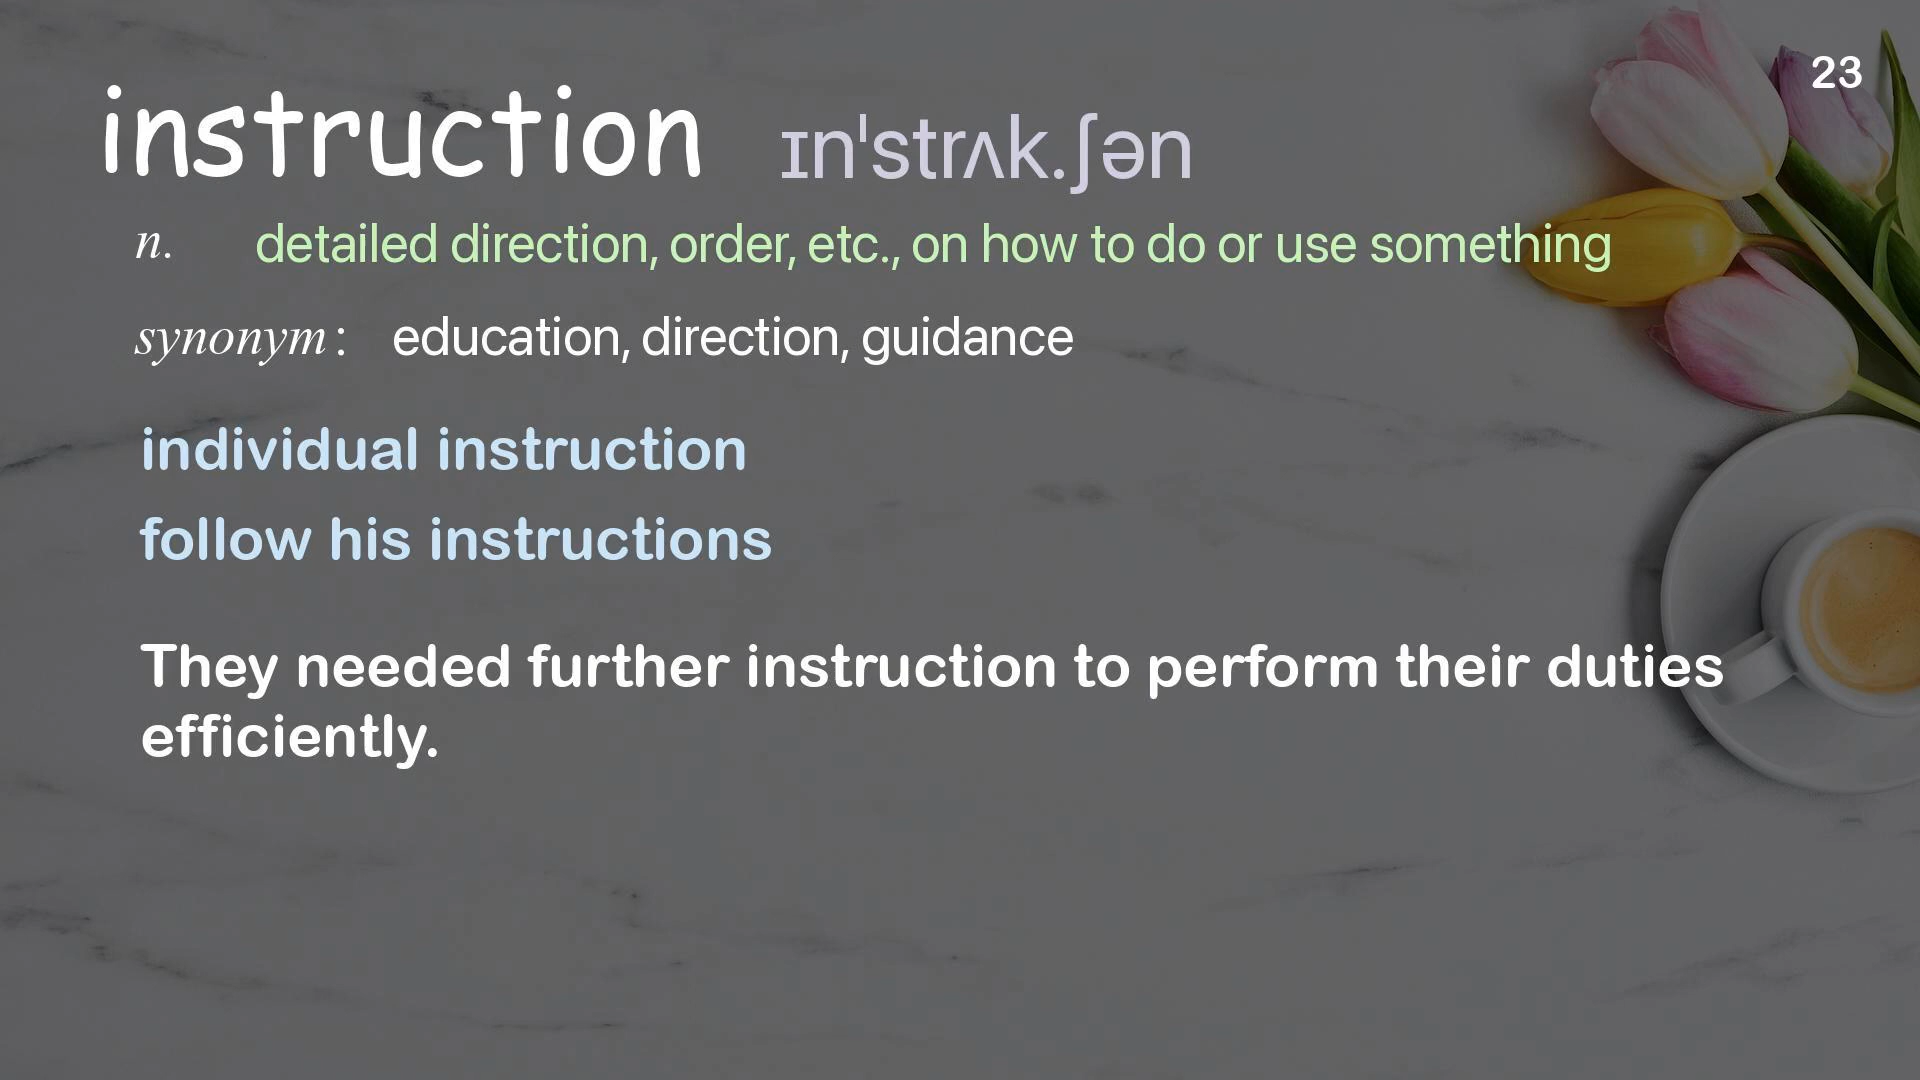 23
instruction ɪnˈstrʌk.ʃən
n. detailed direction, order, etc., on how to do or use something
synonym: education, direction, guidance
individual instruction
follow his instructions
They needed further instruction to perform their duties
efficiently.